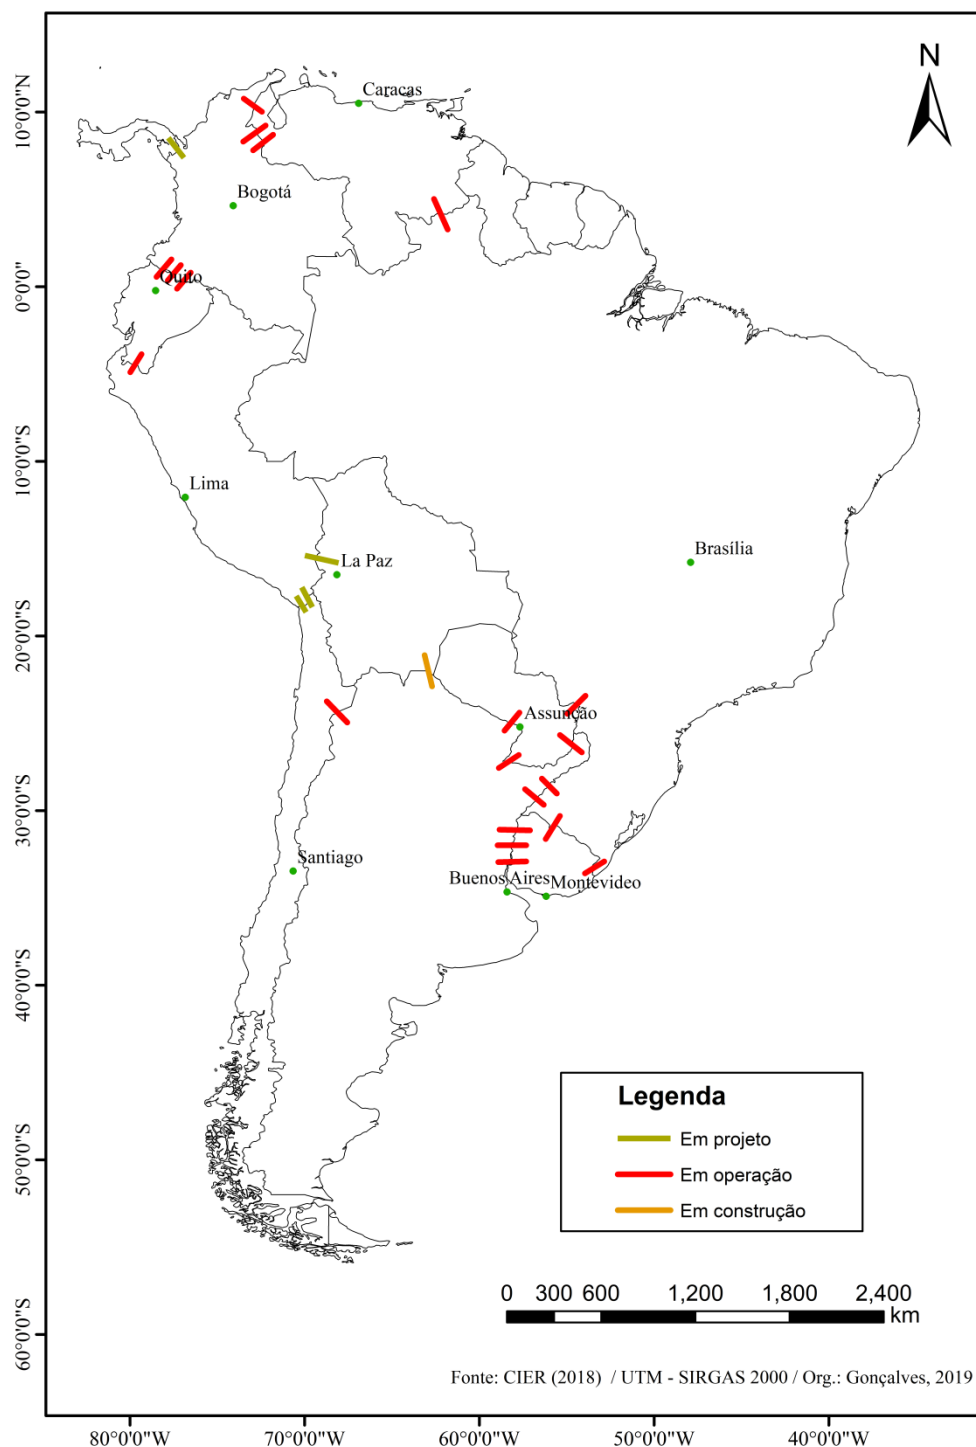 N
10°0'0"N
0°0'0"
10°0'0"S
20°0'0"S
30°0'0"S
40°0'0"S
50°0'0"S
60°0'0"S
Caracas
Bogotá
Quito
Lima
La Paz
Brasília
Assunção
Santiago
Buenos Aires
Montevideo
Legenda
Em projeto
Em operação
Em construção
0 300 600 1,200 1,800 2,400
km
Fonte: CIER (2018) / UTM - SIRGAS 2000 / Org.: Gonçalves, 2019
80°0'0"W 70°0'0"W 60°0'0"W 50°0'0"W 40°0'0"W